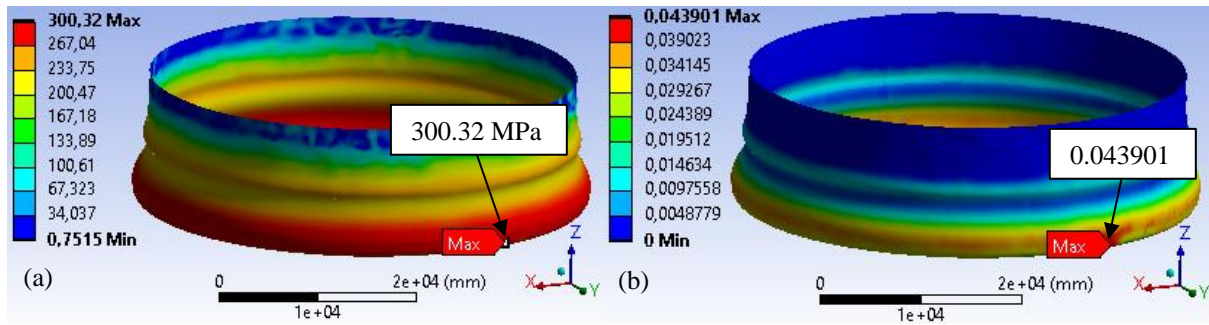 300,32 Max
267,04
233,75
200,47
167,18
133,89
100,61
67,323
34,037
0,7515 Min
300.32 MPa
Max
Z
X
Y
0
2e+04 (mm)
1e+04
(a)
0,043901 Max
0,039023
0,034145
0,029267
0,024389
0,019512
0,014634
0,0097558
0,0048779
0 Min
0.043901
Max
Z
X
Y
0
2e+04 (mm)
1e+04
(b)